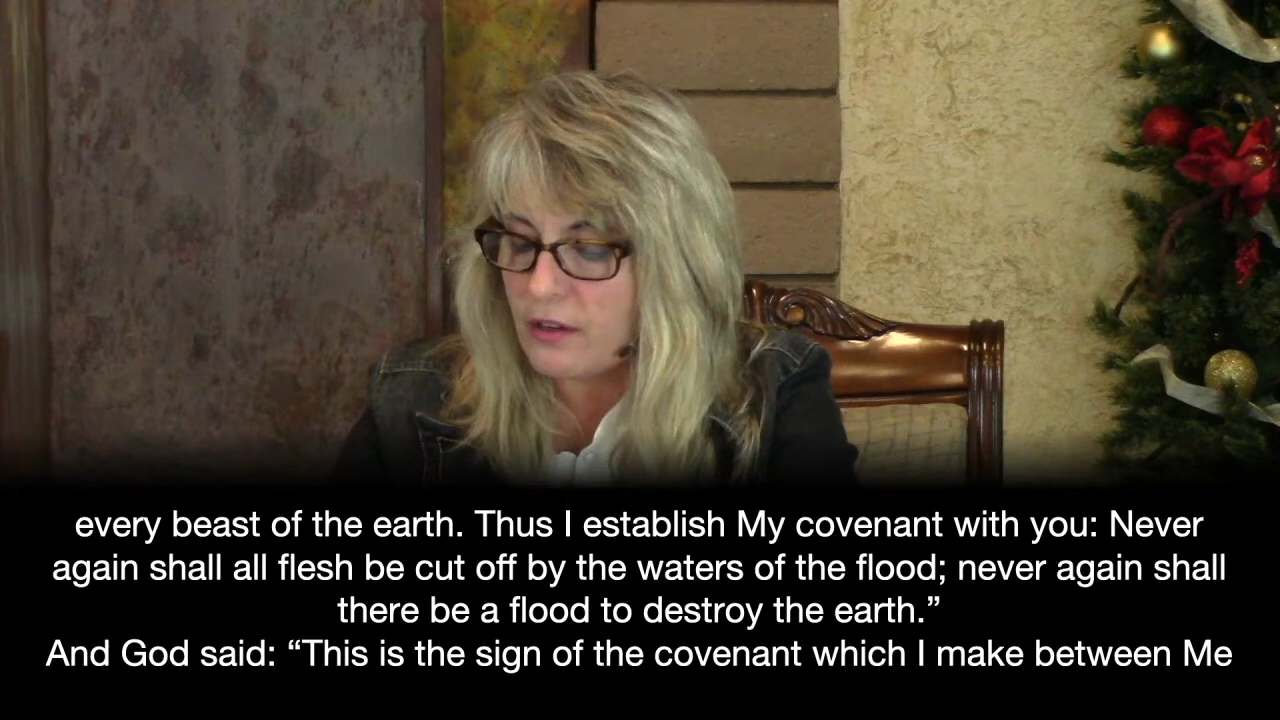 every beast of the earth. Thus I establish My covenant with you: Never
again shall all flesh be cut off by the waters of the flood; never again shall
there be a flood to destroy the earth.”
And God said: “This is the sign of the covenant which I make between Me